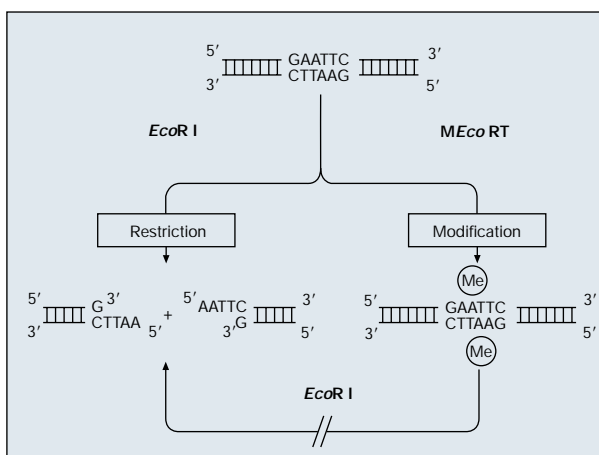 5′ GAATTC 3′
3′ CTTAAG 5′
EcoR I MEco RT
Restriction Modification
Me
5′ G 3′ 5′ AATTC 3′ 5′ GAATTC 3′
+
3′ CTTAA 5′ 3′ G 5′ 3′ CTTAAG 5′
Me
EcoR I